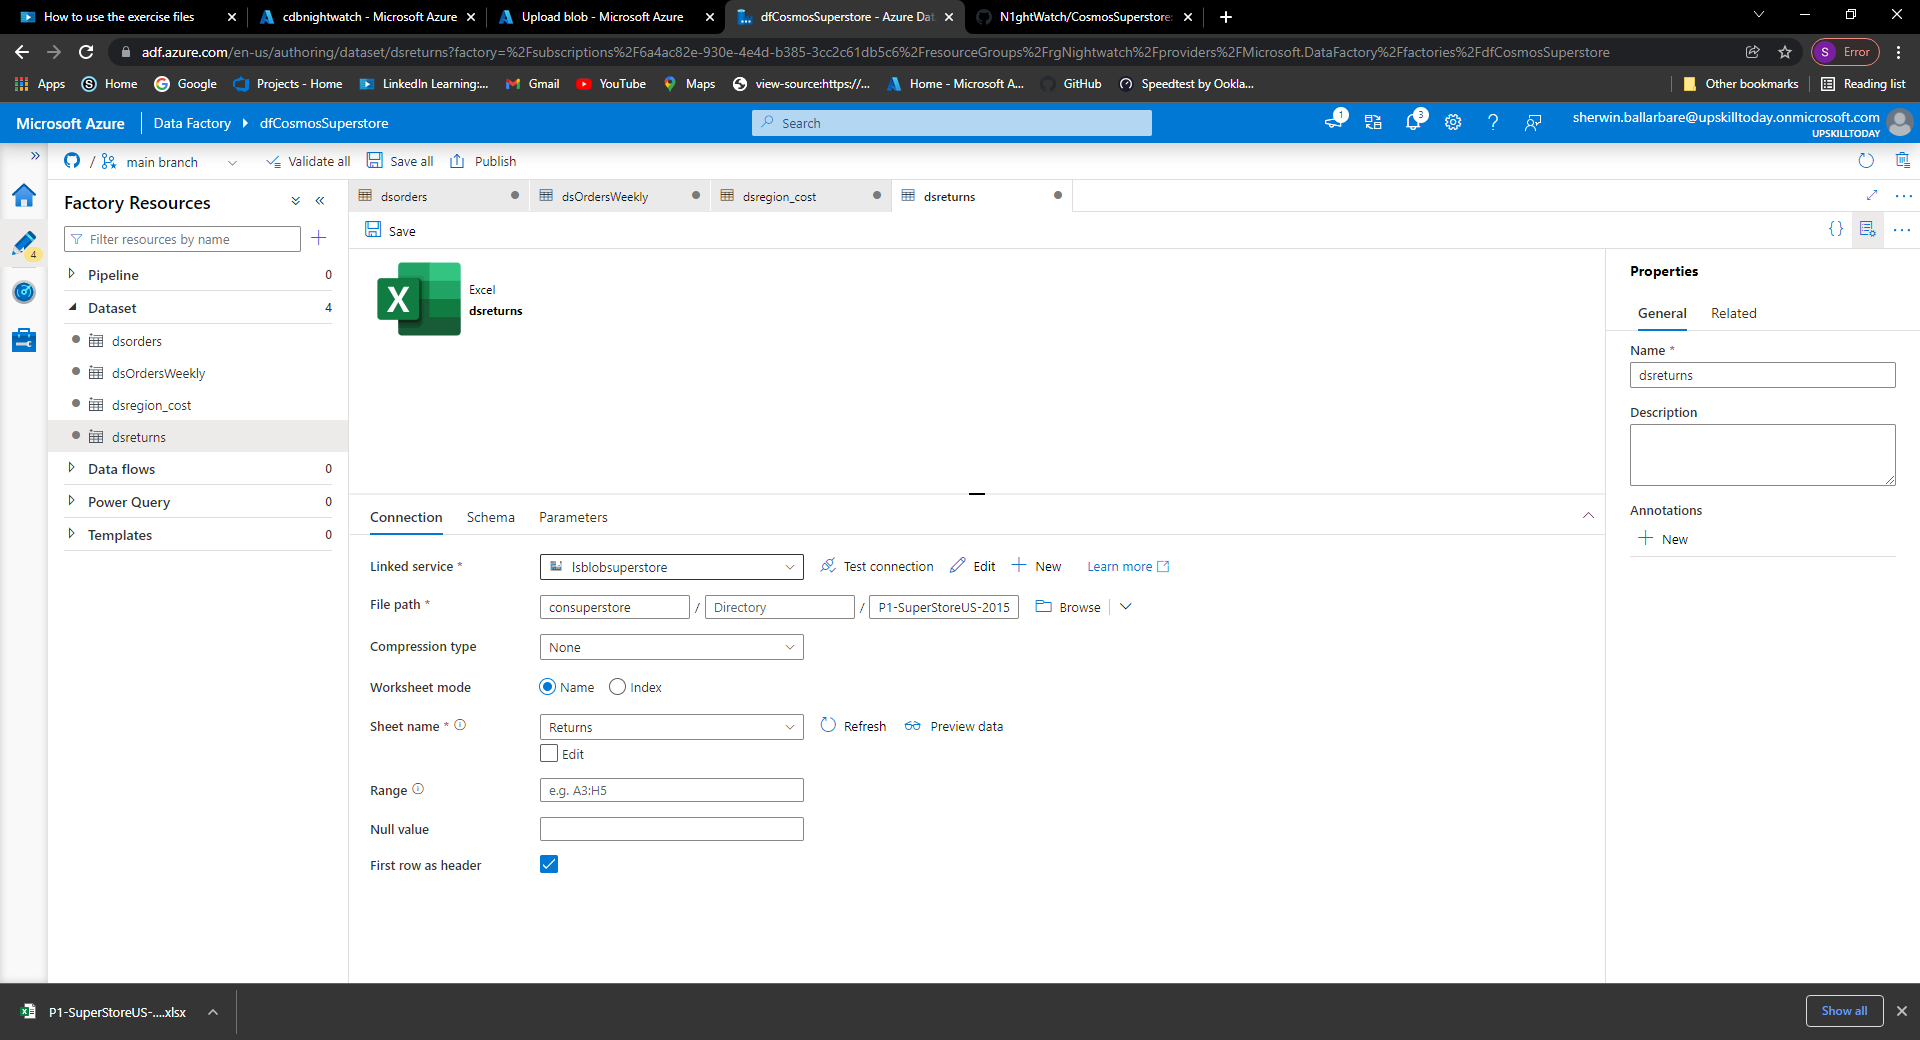 How to use the exercise files
cdbnightwatch - Microsoft Azure
Upload blob - Microsoft Azure
dfCosmosSuperstore - Azure Dat
N1ghtWatch/CosmosSuperstore:
adf.azure.com/en-us/authoring/dataset/dsreturns?factory=%2Fsubscriptions%2F6a4ac82e-930e-4e4d-b385-3cc2c61db5c6%2FresourceGroups%2FrgNightwatch%2Fproviders%2FMicrosoft.DataFactory%2Ffactories%2FdfCosmosSuperstore
S Error
Apps
Home
Google
Projects - Home
LinkedIn Learning:...
Gmail
YouTube
Maps
view-source:https://...
Home - Microsoft A...
GitHub
Speedtest by Ookla...
Other bookmarks
Reading list
Microsoft Azure
Data Factory
dfCosmosSuperstore
Search
1
3
sherwin.ballarbare@upskilltoday.onmicrosoft.com
UPSKILLTODAY
/ main branch
Validate all
Save all
Publish
4
Factory Resources
Filter resources by name
Pipeline 0
Dataset 4
dsorders
dsOrdersWeekly
dsregion_cost
dsreturns
Data flows 0
Power Query 0
Templates 0
dsorders
dsOrdersWeekly
dsregion_cost
dsreturns
Save
{}
X
Excel
dsreturns
Connection
Schema
Parameters
Linked service *
lsblobsuperstore
Test connection
Edit
New
Learn more
File path *
consuperstore / Directory / P1-SuperStoreUS-2015
Browse
Compression type
None
Worksheet mode
Name
Index
Sheet name *
Returns
Refresh
Preview data
Edit
Range
e.g. A3:H5
Null value
First row as header
Properties
General
Related
Name *
dsreturns
Description
Annotations
New
P1-SuperStoreUS-....xlsx
Show all